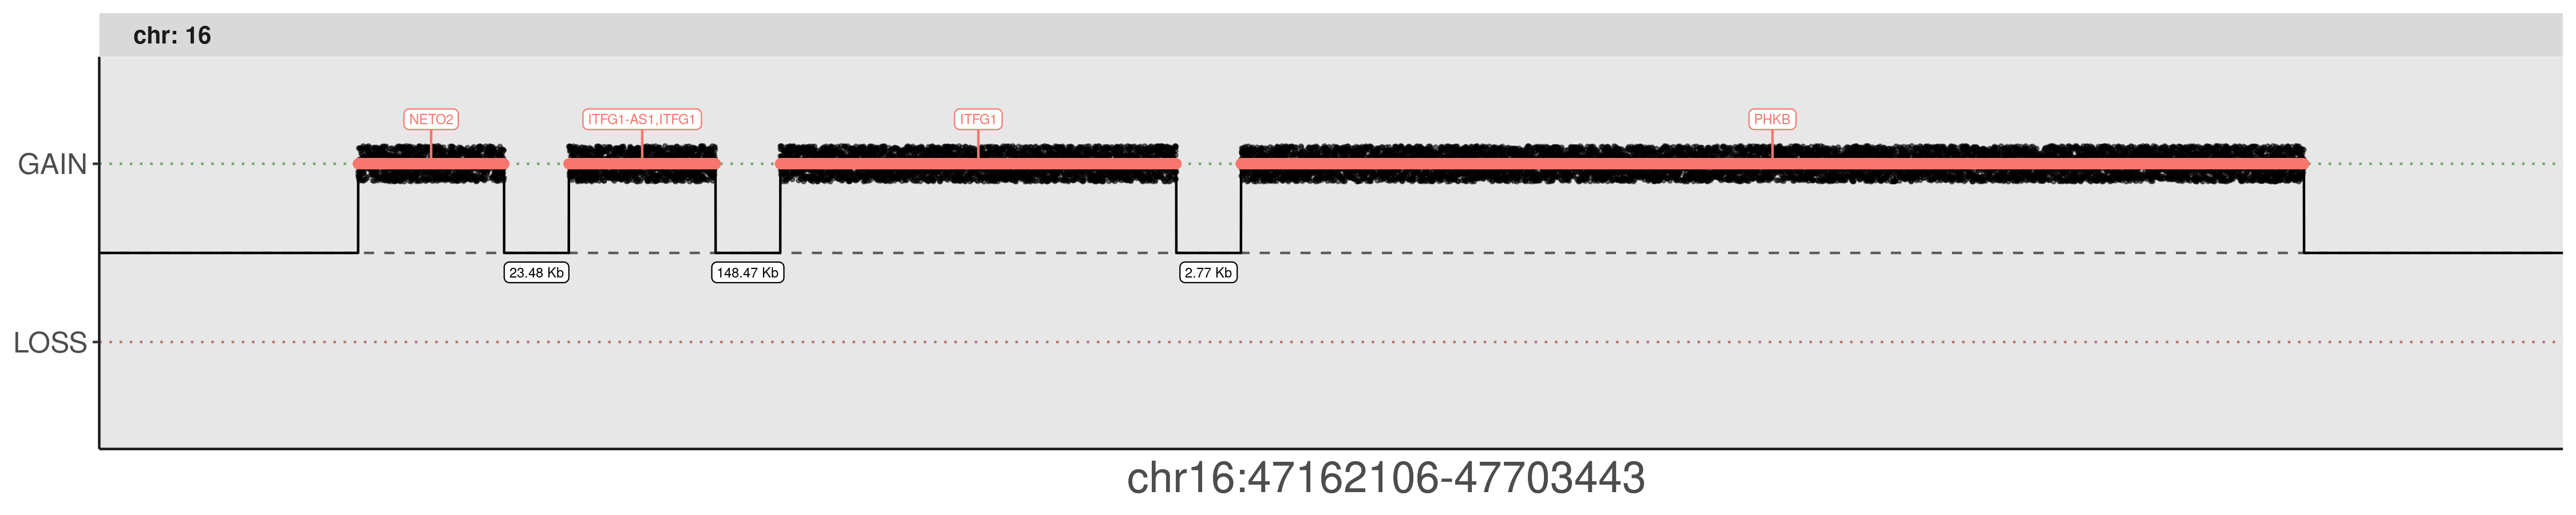 chr: 16
NETO2
ITFG1-AS1,ITFG1
ITFG1
PHKB
GAIN
23.48 Kb
148.47 Kb
2.77 Kb
LOSS
chr16:47162106-47703443